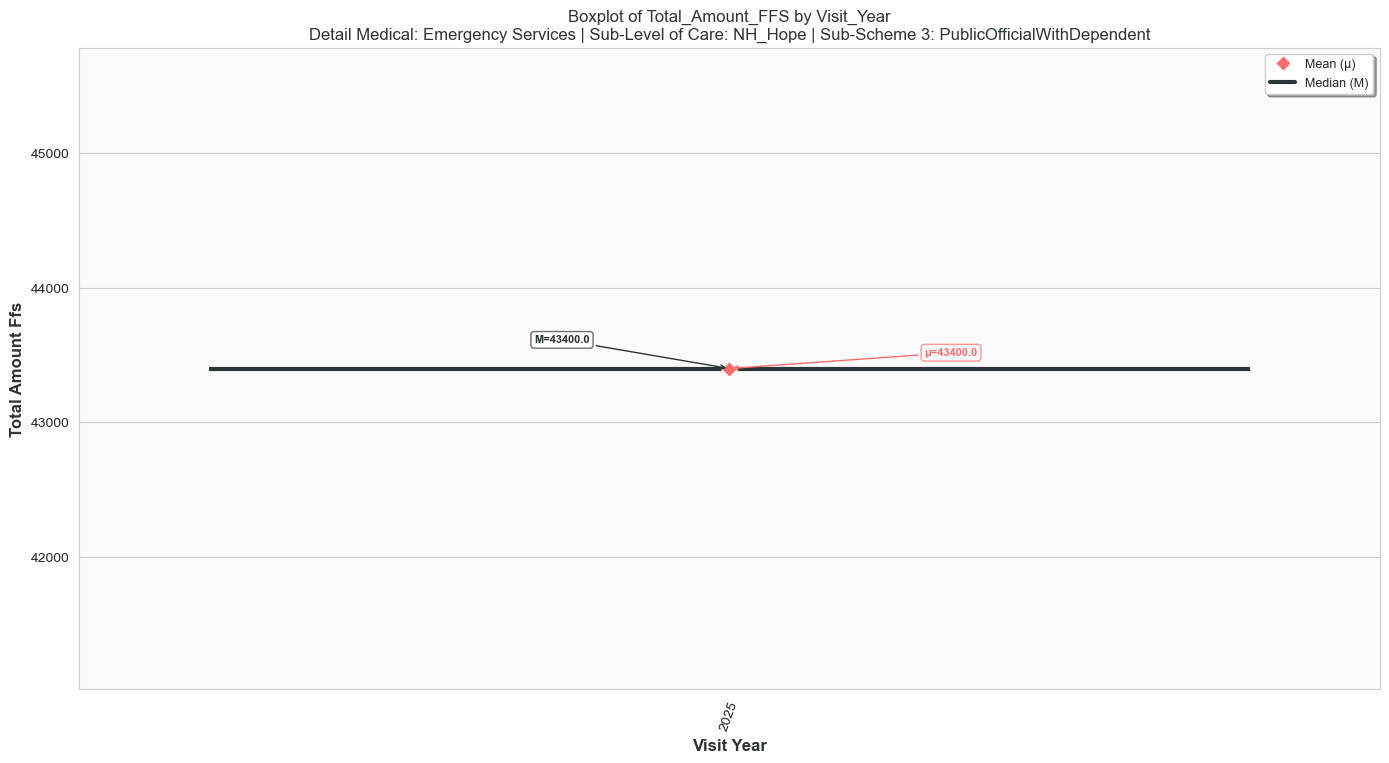 Boxplot of Total_Amount_FFS by Visit_Year
Detail Medical: Emergency Services | Sub-Level of Care: NH_Hope | Sub-Scheme 3: PublicOfficialWithDependent
Mean (μ)
Median (M)
45000
44000
43000
42000
Total Amount Ffs
M=43400.0
μ=43400.0
2025
Visit Year